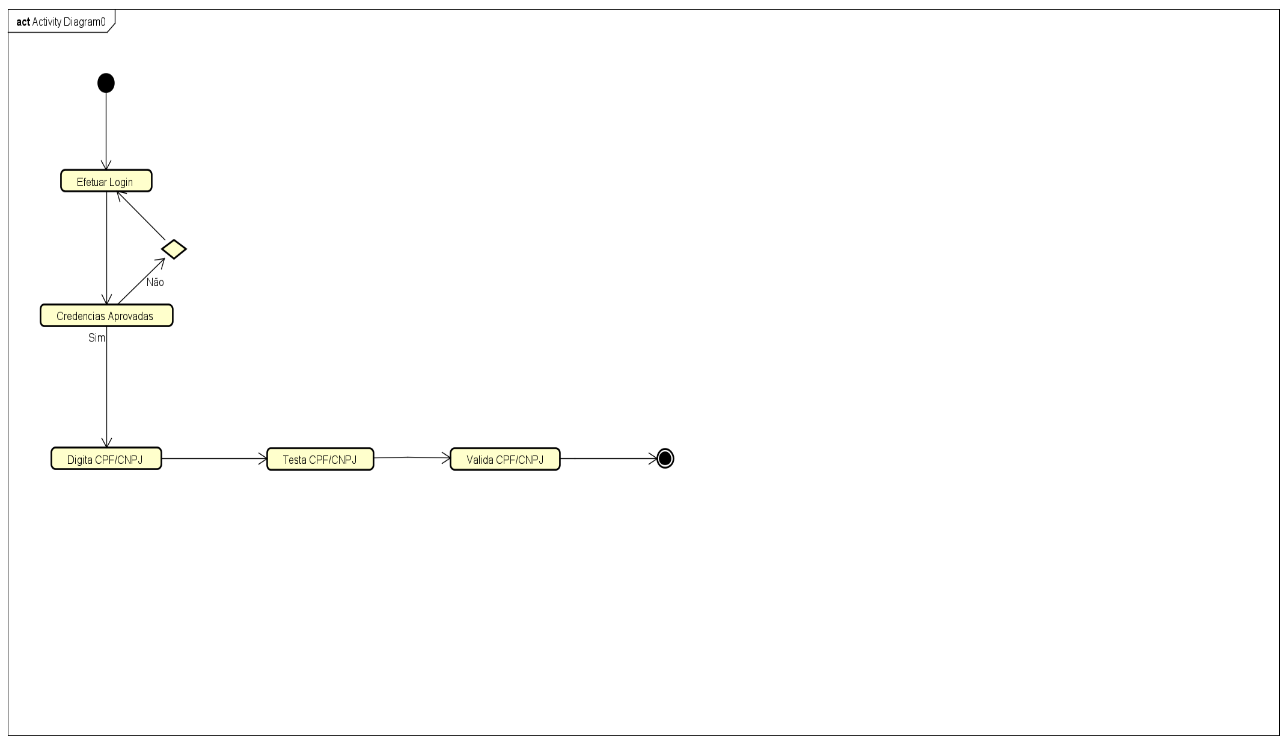 act Activity Diagram0
Efetuar Login
Não
Credencias Aprovadas
Sim
Digita CPF/CNPJ
Testa CPF/CNPJ
Valida CPF/CNPJ